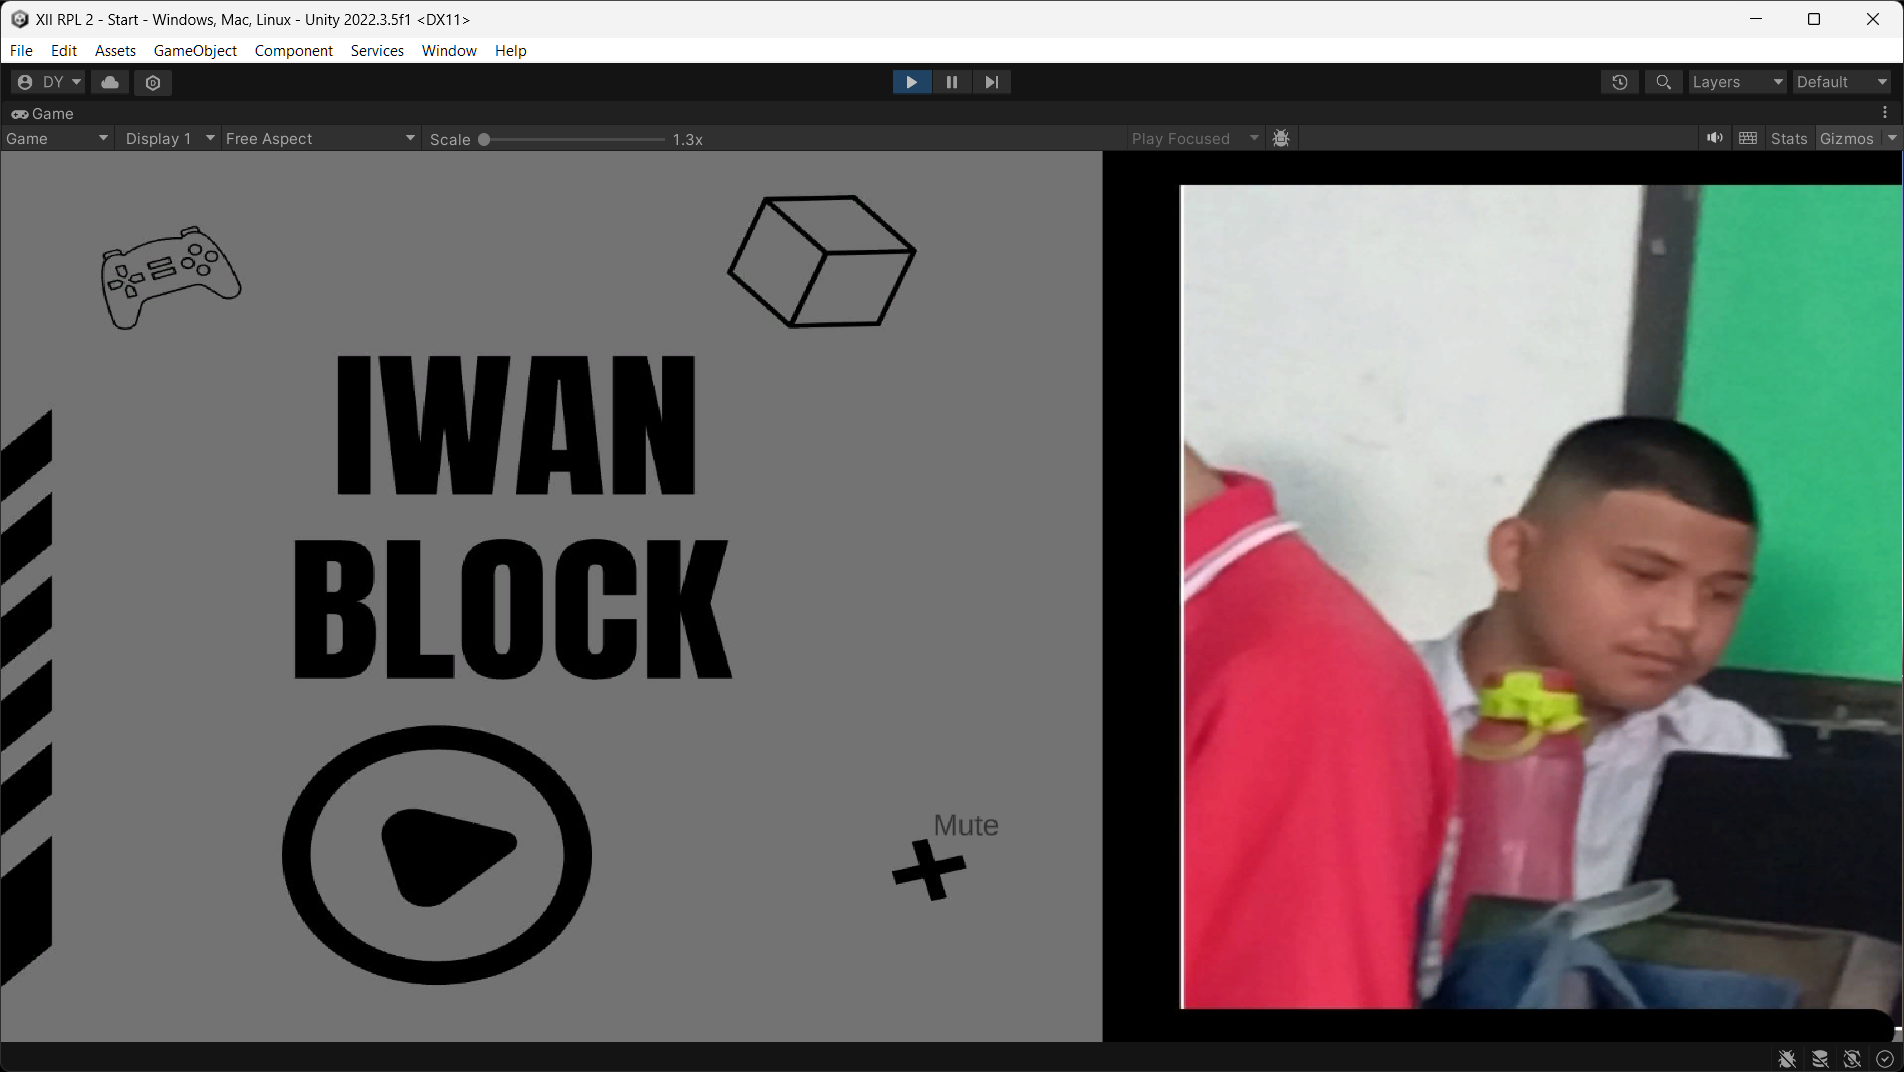 XII RPL 2 - Start - Windows, Mac, Linux - Unity 2022.3.5f1 <DX11>
File Edit Assets GameObject Component Services Window Help
DY Layers Default
Game
Game Display 1 Free Aspect Scale 1.3x Play Focused Stats Gizmos
IWAN
BLOCK
Mute